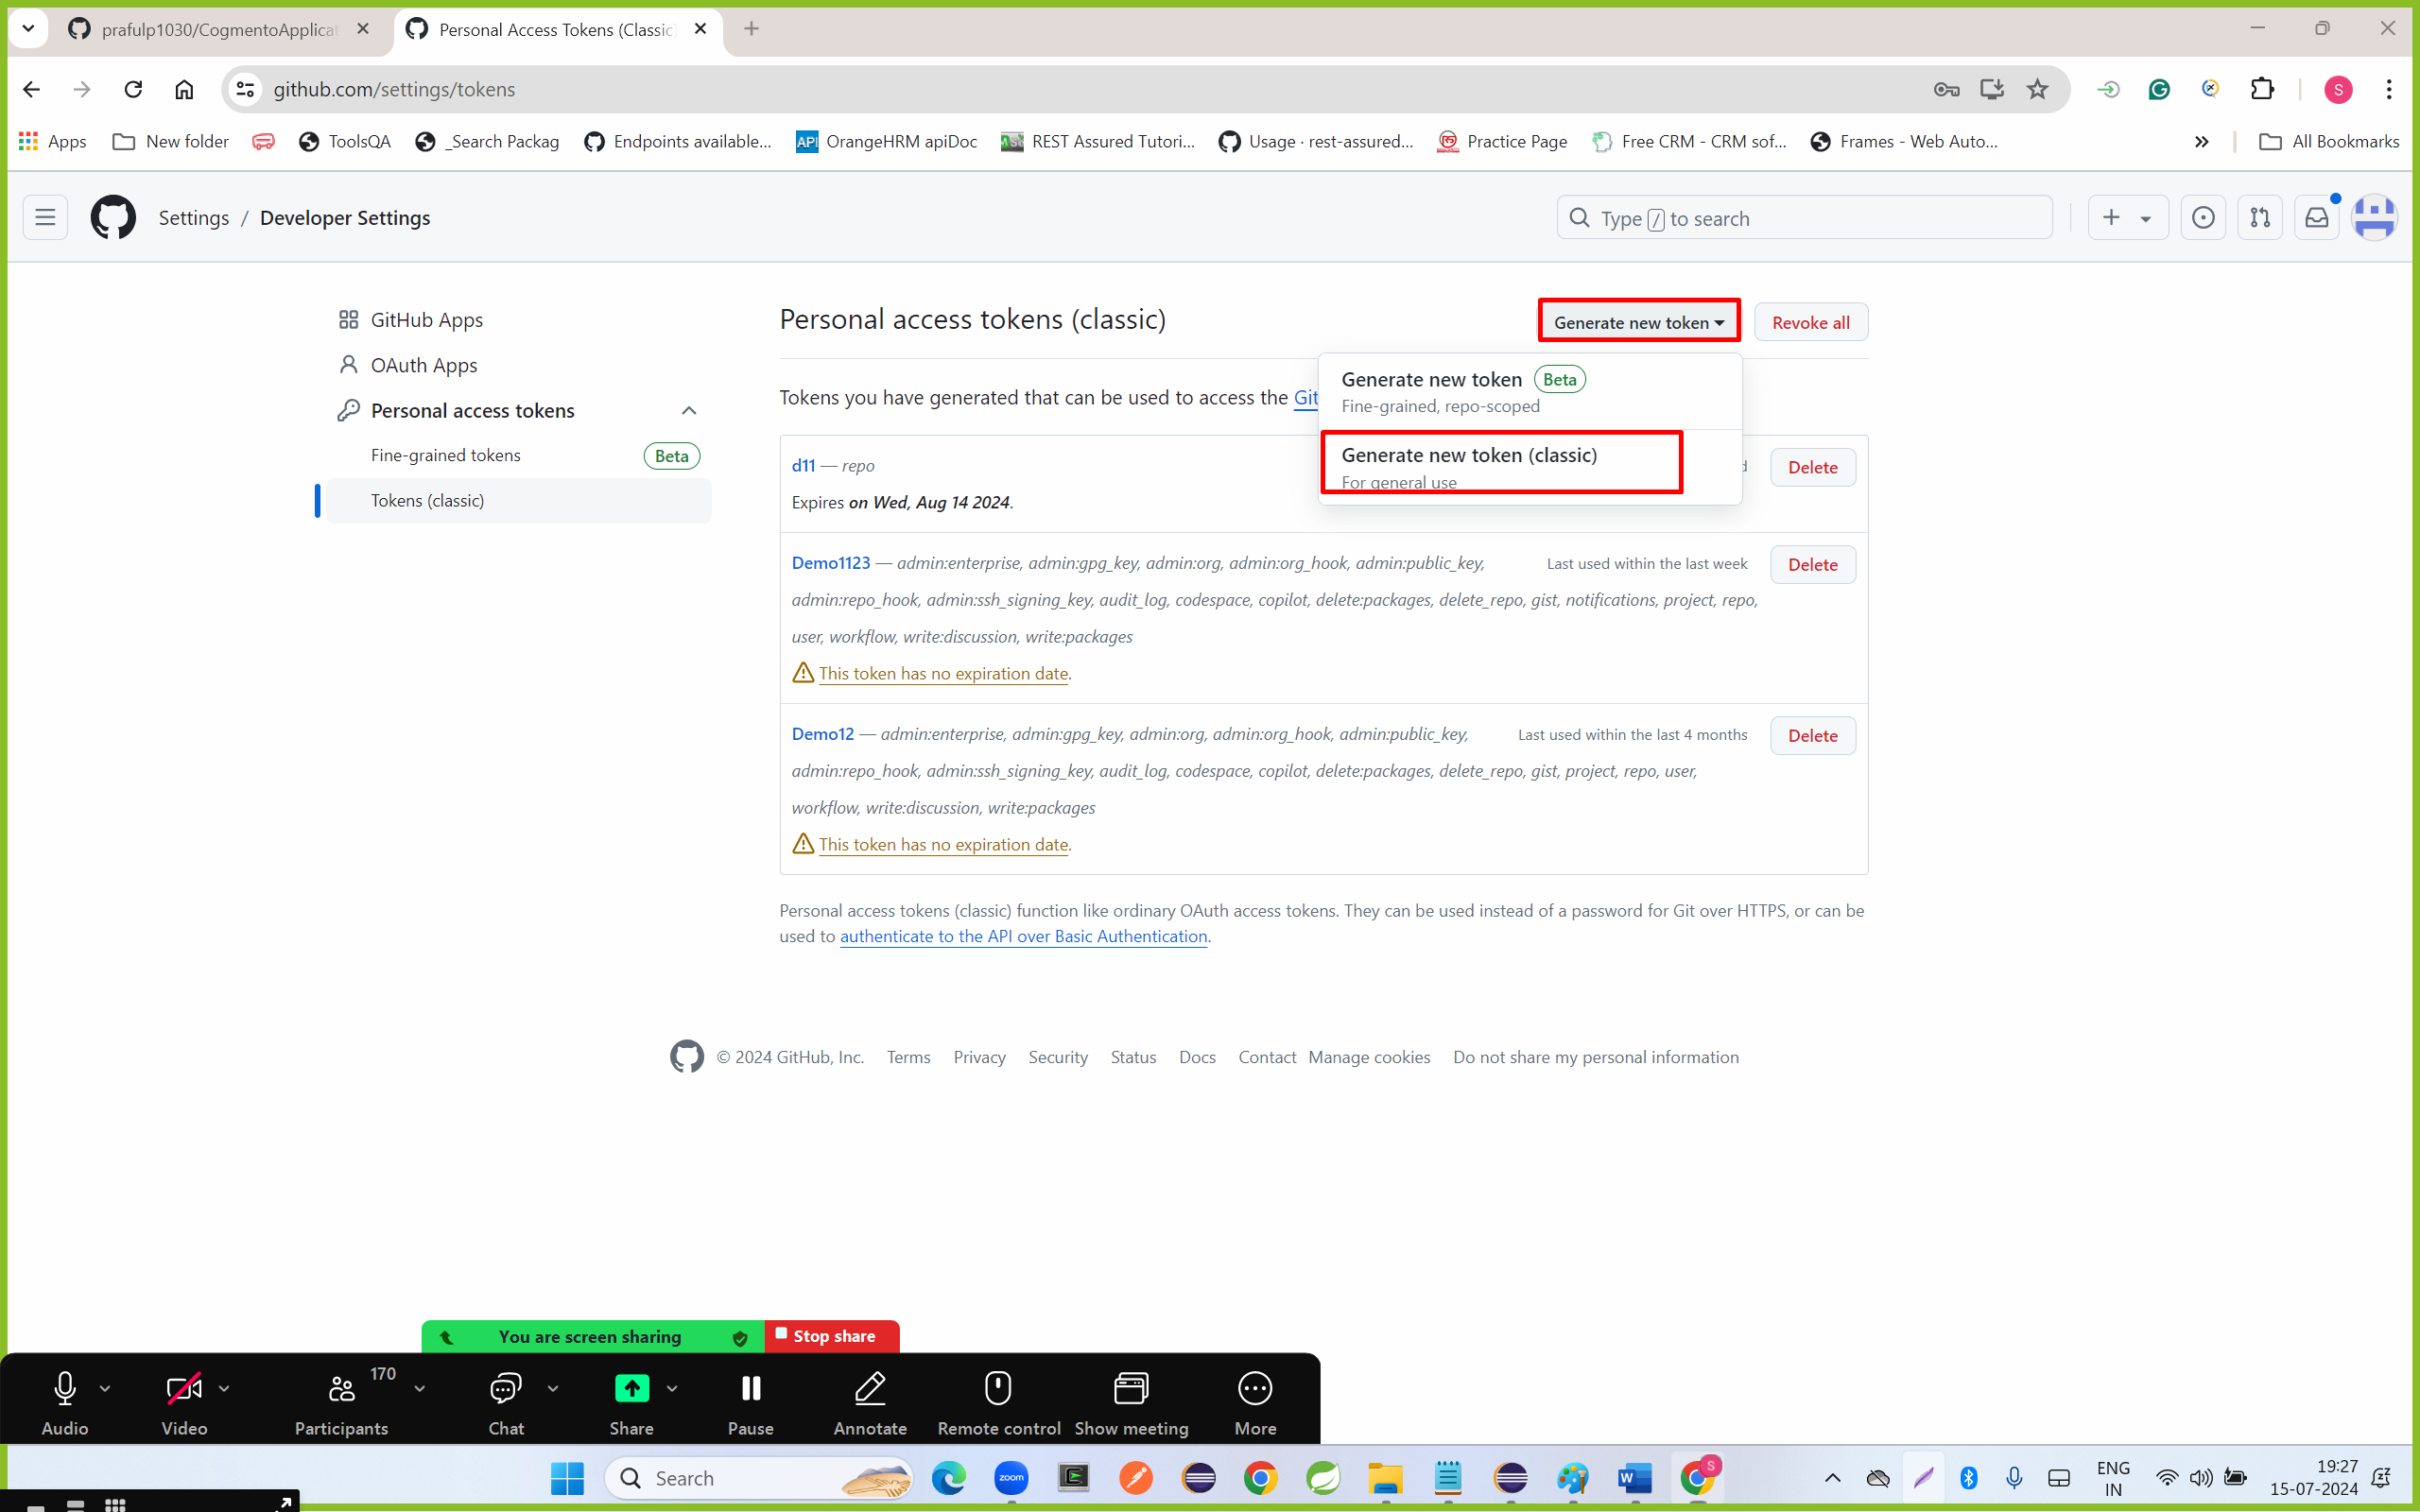 prafulp1030/CogmentoApplicat
Personal Access Tokens (Classic)
github.com/settings/tokens
S
Apps
New folder
ToolsQA
_Search Packag
Endpoints available...
API
OrangeHRM apiDoc
REST Assured Tutori...
Usage · rest-assured...
Practice Page
Free CRM - CRM sof...
Frames - Web Auto...
All Bookmarks
Settings / Developer Settings
Type / to search
GitHub Apps
OAuth Apps
Personal access tokens
Fine-grained tokens Beta
Tokens (classic)
Personal access tokens (classic)
Generate new token
Revoke all
Generate new token Beta
Fine-grained, repo-scoped
Generate new token (classic)
For general use
Tokens you have generated that can be used to access the Git
d11 — repo
Delete
Expires on Wed, Aug 14 2024.
Demo1123 — admin:enterprise, admin:gpg_key, admin:org, admin:org_hook, admin:public_key,
Last used within the last week
Delete
admin:repo_hook, admin:ssh_signing_key, audit_log, codespace, copilot, delete:packages, delete_repo, gist, notifications, project, repo,
user, workflow, write:discussion, write:packages
This token has no expiration date.
Demo12 — admin:enterprise, admin:gpg_key, admin:org, admin:org_hook, admin:public_key,
Last used within the last 4 months
Delete
admin:repo_hook, admin:ssh_signing_key, audit_log, codespace, copilot, delete:packages, delete_repo, gist, project, repo, user,
workflow, write:discussion, write:packages
This token has no expiration date.
Personal access tokens (classic) function like ordinary OAuth access tokens. They can be used instead of a password for Git over HTTPS, or can be
used to authenticate to the API over Basic Authentication.
© 2024 GitHub, Inc. Terms Privacy Security Status Docs Contact Manage cookies Do not share my personal information
You are screen sharing
Stop share
170
Audio
Video
Participants
Chat
Share
Pause
Annotate
Remote control
Show meeting
More
Search
zoom
W
S
ENG
IN
19:27
15-07-2024